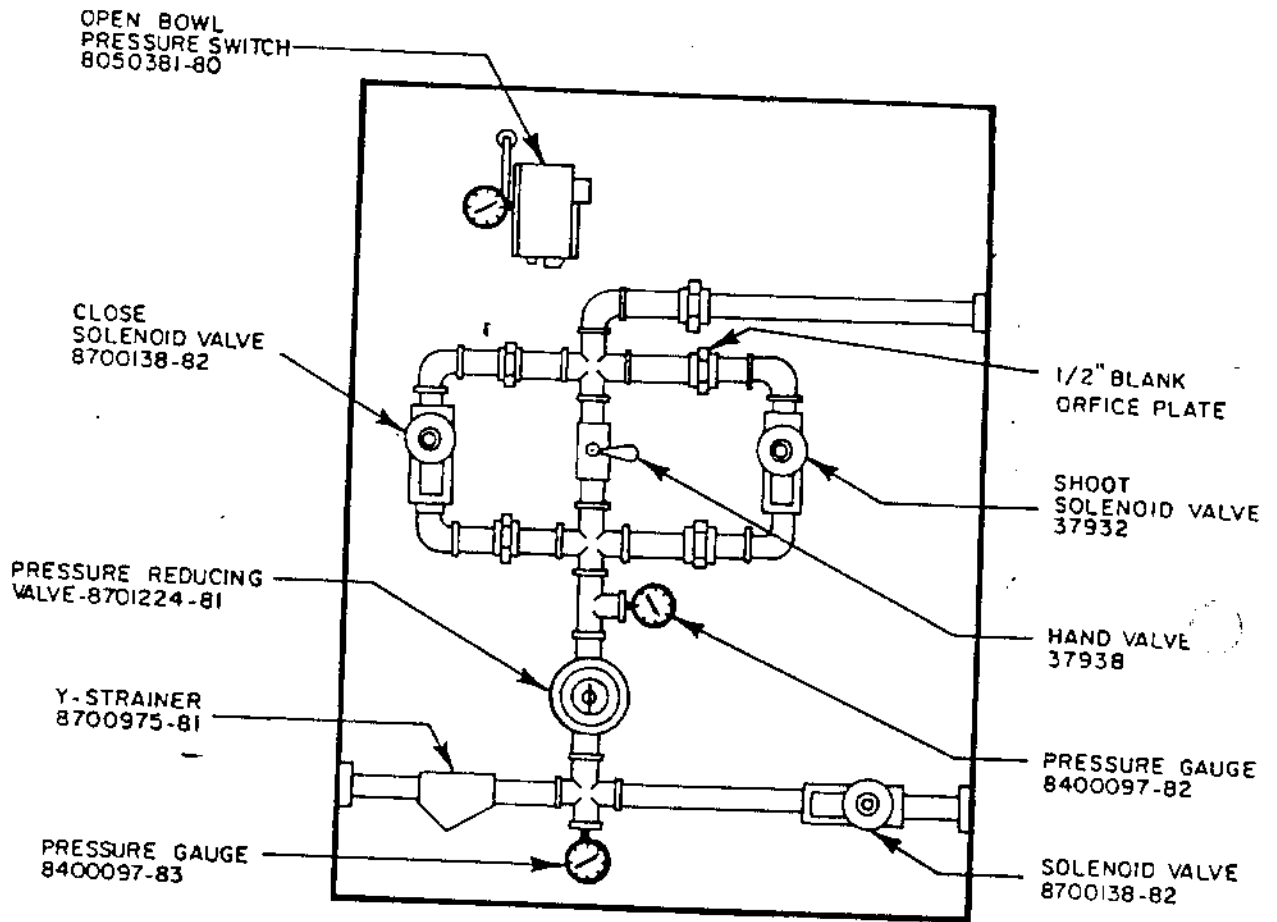 OPEN BOWL
PRESSURE SWITCH
8050381-80
CLOSE
SOLENOID VALVE
8700138-82
1/2" BLANK
ORFICE PLATE
SHOOT
SOLENOID VALVE
37932
PRESSURE REDUCING
VALVE-8701224-81
HAND VALVE
37938
Y-STRAINER
8700975-81
PRESSURE GAUGE
8400097-82
PRESSURE GAUGE
8400097-83
SOLENOID VALVE
8700138-82